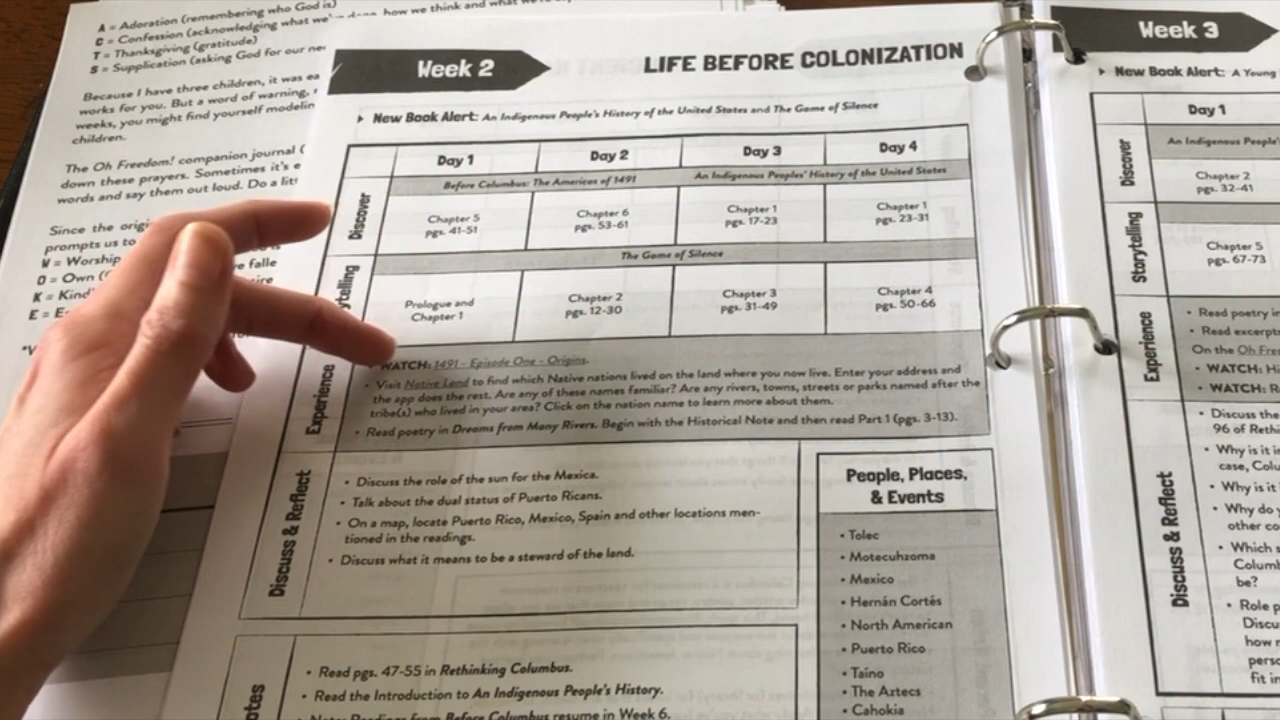 A = Adoration (remembering who God is)
C = Confession (acknowledging what we've done, how we think and what
T = Thanksgiving (gratitude)
S = Supplication (asking God for our
Because I have three children, it was
works for you. But a word of warning,
weeks, you might find yourself
children.
The Oh Freedom! companion journal
down these prayers. Sometimes it's
words and say them out loud. Do a
Since the
prompts us to
W = Worship
O = Own
K = Kind
E =
Week 2
LIFE BEFORE COLONIZATION
New Book Alert: An Indigenous People's History of the United States and The Game of Silence
Day 1 Day 2 Day 3 Day 4
Discover
Before Columbus: The Americas of 1491 An Indigenous Peoples' History of the United States
Chapter 5 Chapter 6 Chapter 1 Chapter 1
pgs. 41-51 pgs. 53-61 pgs. 17-23 pgs. 23-31
The Game of Silence
ytelling
Prologue and Chapter 2 Chapter 3 Chapter 4
Chapter 1 pgs. 12-30 pgs. 31-49 pgs. 50-66
Experience
WATCH: 1491 - Episode One - Origins.
• Visit Native Land to find which Native nations lived on the land where you now live. Enter your address and
the app does the rest. Are any of these names familiar? Are any rivers, towns, streets or parks named after the
tribe(s) who lived in your area? Click on the nation name to learn more about them.
• Read poetry in Dreams from Many Rivers. Begin with the Historical Note and then read Part 1 (pgs. 3-13).
Discuss & Reflect
• Discuss the role of the sun for the Mexica.
• Talk about the dual status of Puerto Ricans.
• On a map, locate Puerto Rico, Mexico, Spain and other locations men-
tioned in the readings.
• Discuss what it means to be a steward of the land.
People, Places,
& Events
• Tolec
• Motecuhzoma
• Mexico
• Hernán Cortés
• North American
• Puerto Rico
• Taíno
• The Aztecs
• Cahokia
otes
• Read pgs. 47-55 in Rethinking Columbus.
• Read the Introduction to An Indigenous People's History.
Readings from Before Columbus resume in Week 6.
Week 3
New Book Alert: A Young
Day 1
Discover
An Indigenous People's
Chapter 2
pgs. 32-41
Storytelling
Chapter 5
pgs. 67-73
Experience
• Read poetry in
• Read excerpts
On the Oh Free
• WATCH:
• WATCH:
Discuss & Reflect
• Discuss the
96 of Rethi
• Why is it i
case, Colu
• Why is it
• Why do y
other co
• Which s
Columb
be?
• Role p
Discu
how
perso
fit in